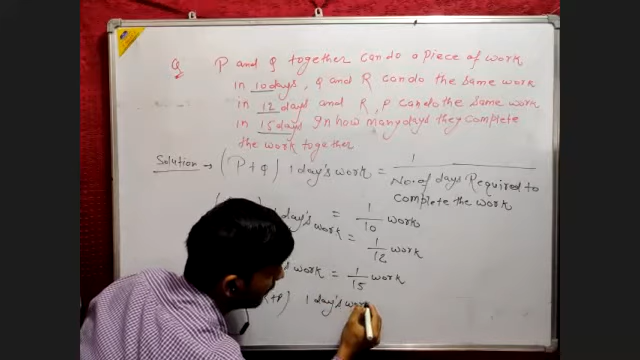 Q P and Q together can do a piece of work
in 10 days, Q and R can do the same work
in 12 days and R, P can do the same work
in 15 days In how many days they complete
the work together
Solution → (P+Q) 1 day's work = 1 / No. of days Required to complete the work
1 day's work = 1/10 work
= 1/12 work
work = 1/15 work
+P) 1 day's wor